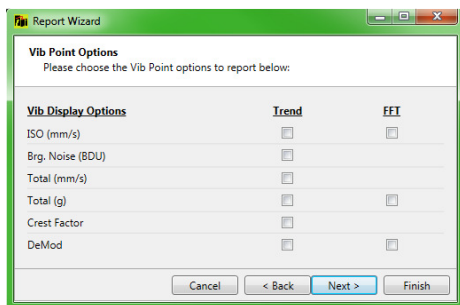 Report Wizard
Vib Point Options
Please choose the Vib Point options to report below:
Vib Display Options Trend FFT
ISO (mm/s)
Brg. Noise (BDU)
Total (mm/s)
Total (g)
Crest Factor
DeMod
Cancel < Back Next > Finish